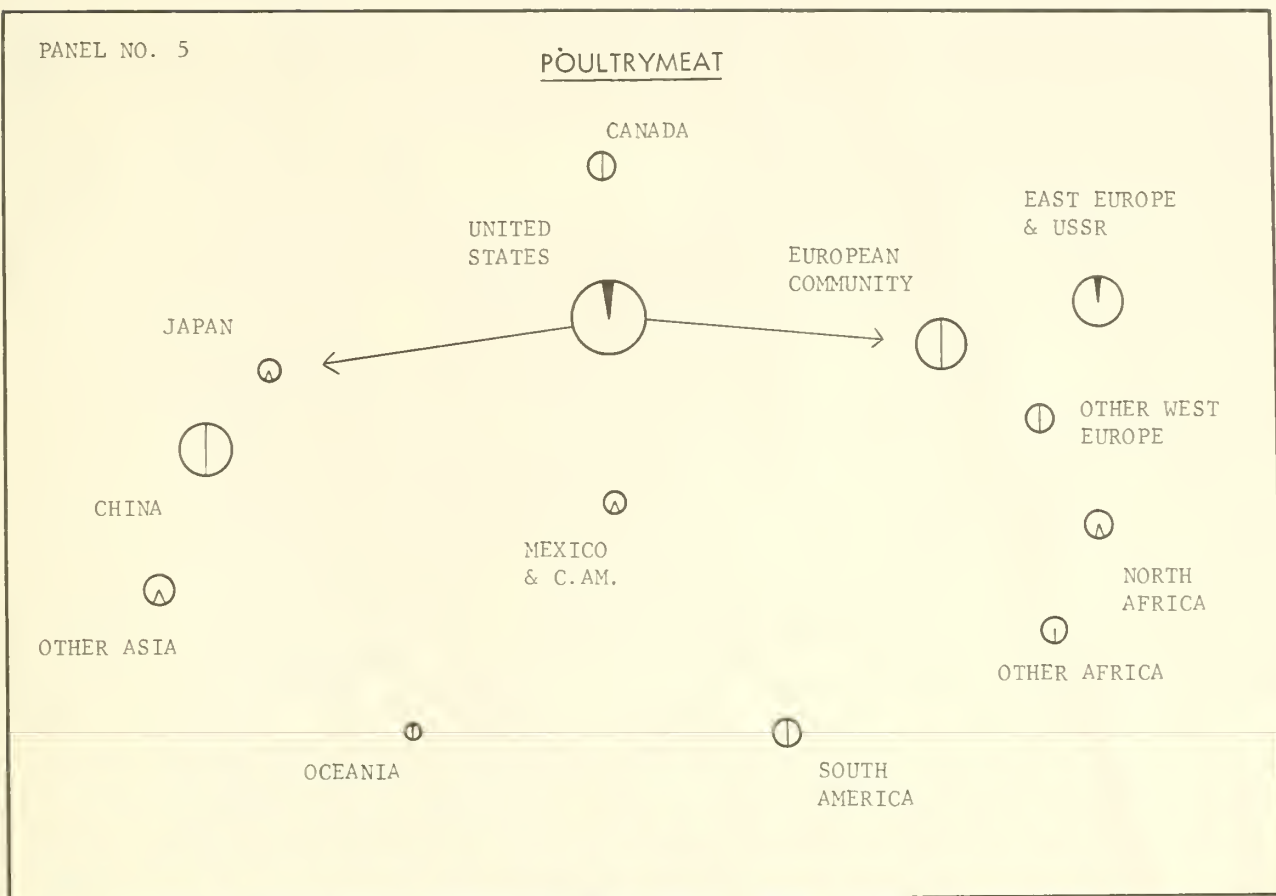 PANEL NO. 5
POULTRYMEAT
CANADA
EAST EUROPE
& USSR
UNITED
STATES
EUROPEAN
COMMUNITY
JAPAN
OTHER WEST
EUROPE
CHINA
MEXICO
& C.AM.
NORTH
AFRICA
OTHER ASIA
OTHER AFRICA
OCEANIA
SOUTH
AMERICA